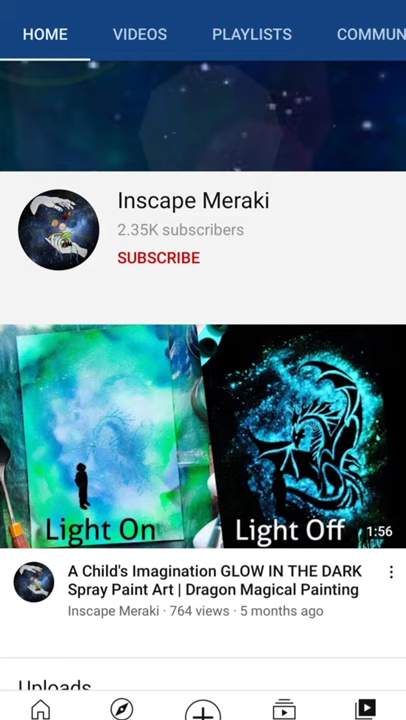 HOME VIDEOS PLAYLISTS COMMUN
Inscape Meraki
2.35K subscribers
SUBSCRIBE
Light On
Light Off
1:56
A Child's Imagination GLOW IN THE DARK
Spray Paint Art | Dragon Magical Painting
Inscape Meraki · 764 views · 5 months ago
Uploads